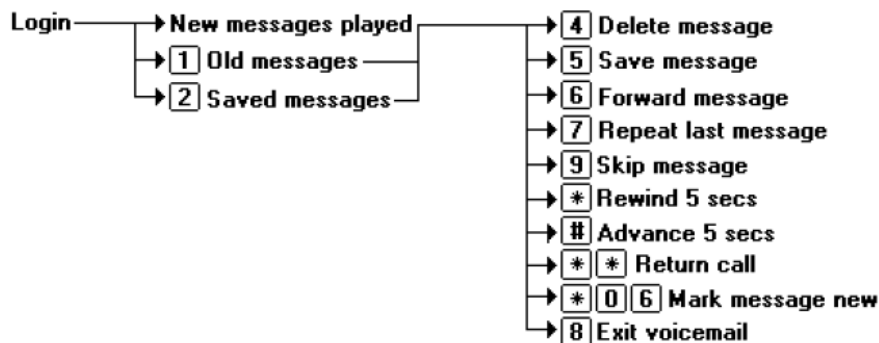 Login
New messages played
1 Old messages
2 Saved messages
4 Delete message
5 Save message
6 Forward message
7 Repeat last message
9 Skip message
* Rewind 5 secs
# Advance 5 secs
* * Return call
* 0 6 Mark message new
8 Exit voicemail